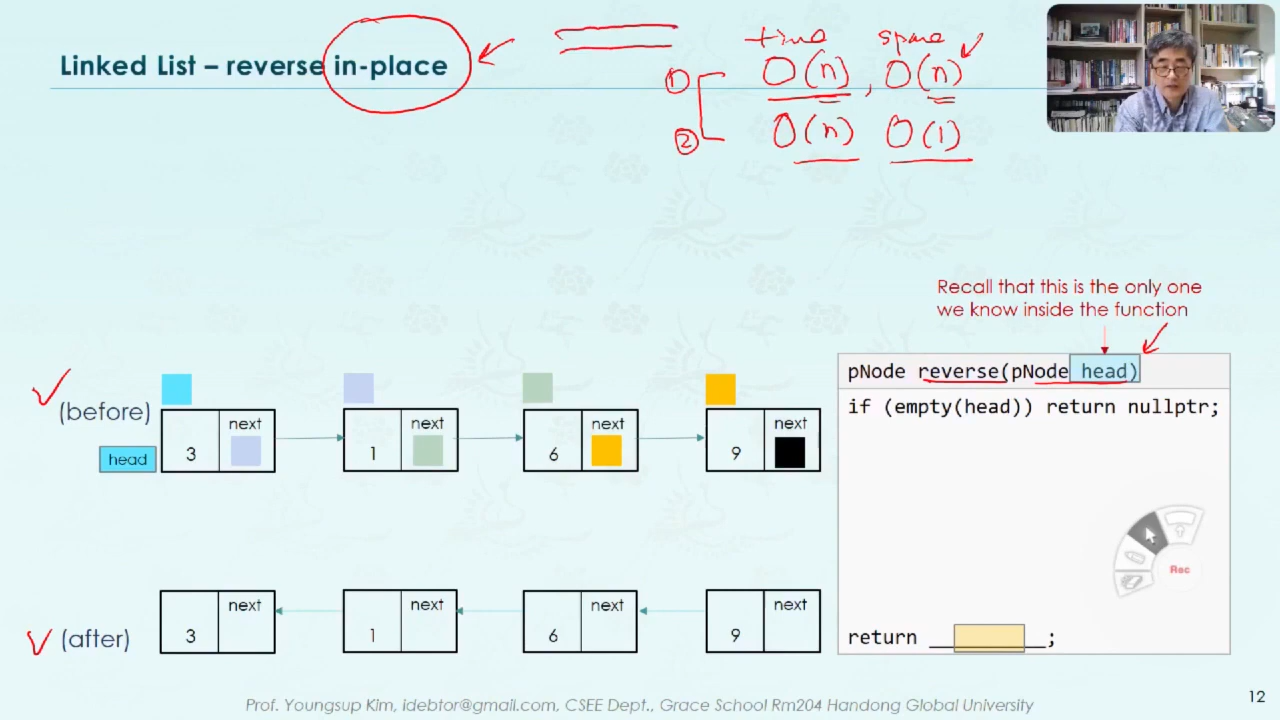 Linked List – reverse in-place
time space
① O(n), O(n)
② O(n) O(1)
Recall that this is the only one
we know inside the function
pNode reverse(pNode head)
if (empty(head)) return nullptr;
return ;
(before)
head
3 next
1 next
6 next
9 next
(after)
3 next
1 next
6 next
9 next
Rec
Prof. Youngsup Kim, idebtor@gmail.com, CSEE Dept., Grace School Rm204 Handong Global University
12